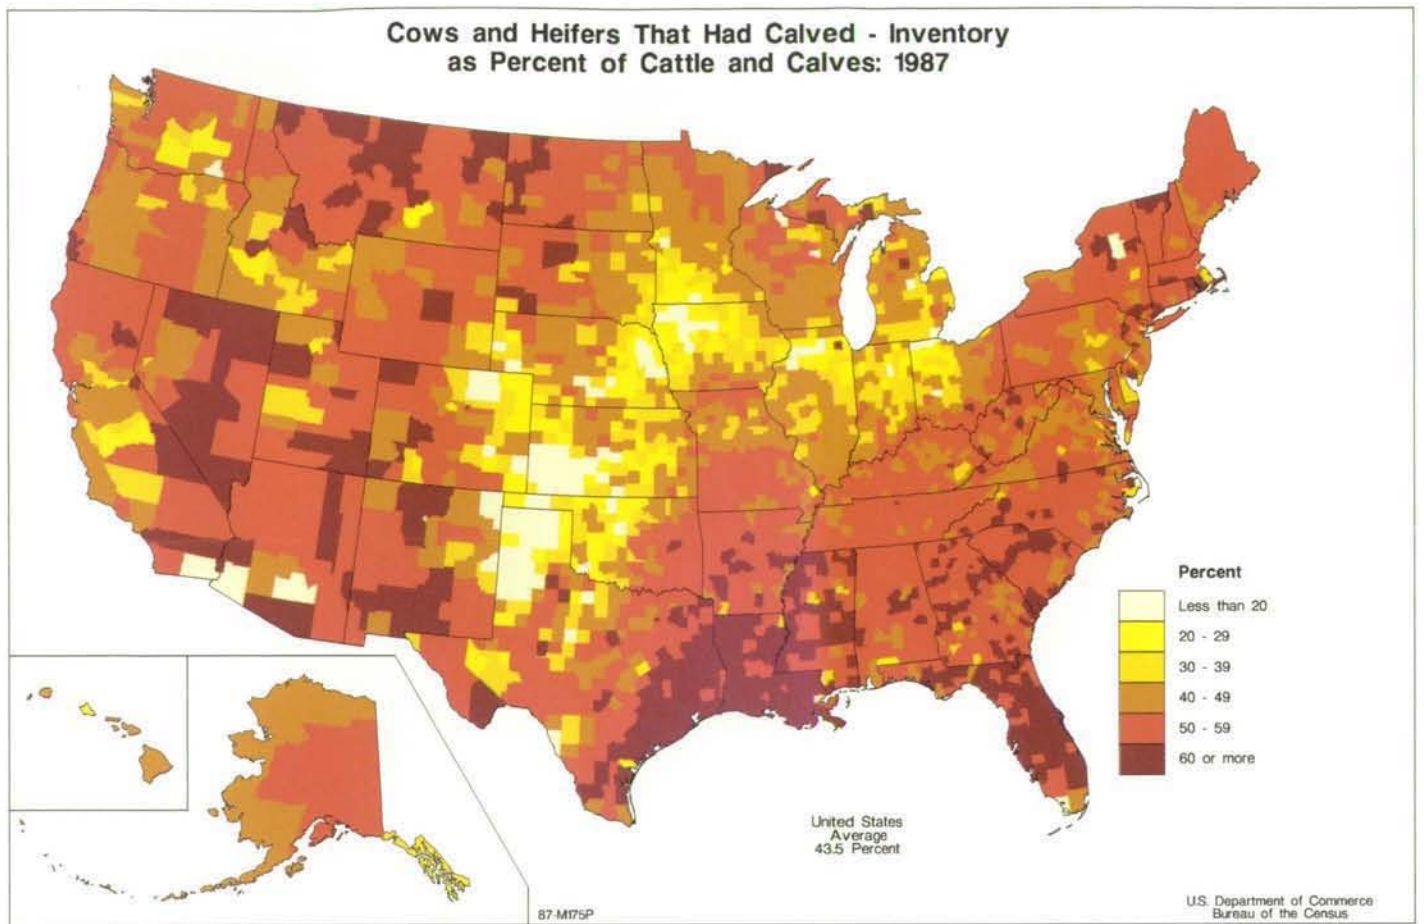 Cows and Heifers That Had Calved - Inventory
as Percent of Cattle and Calves: 1987
Percent
Less than 20
20 - 29
30 - 39
40 - 49
50 - 59
60 or more
United States
Average
43.5 Percent
87-M175P
U.S. Department of Commerce
Bureau of the Census